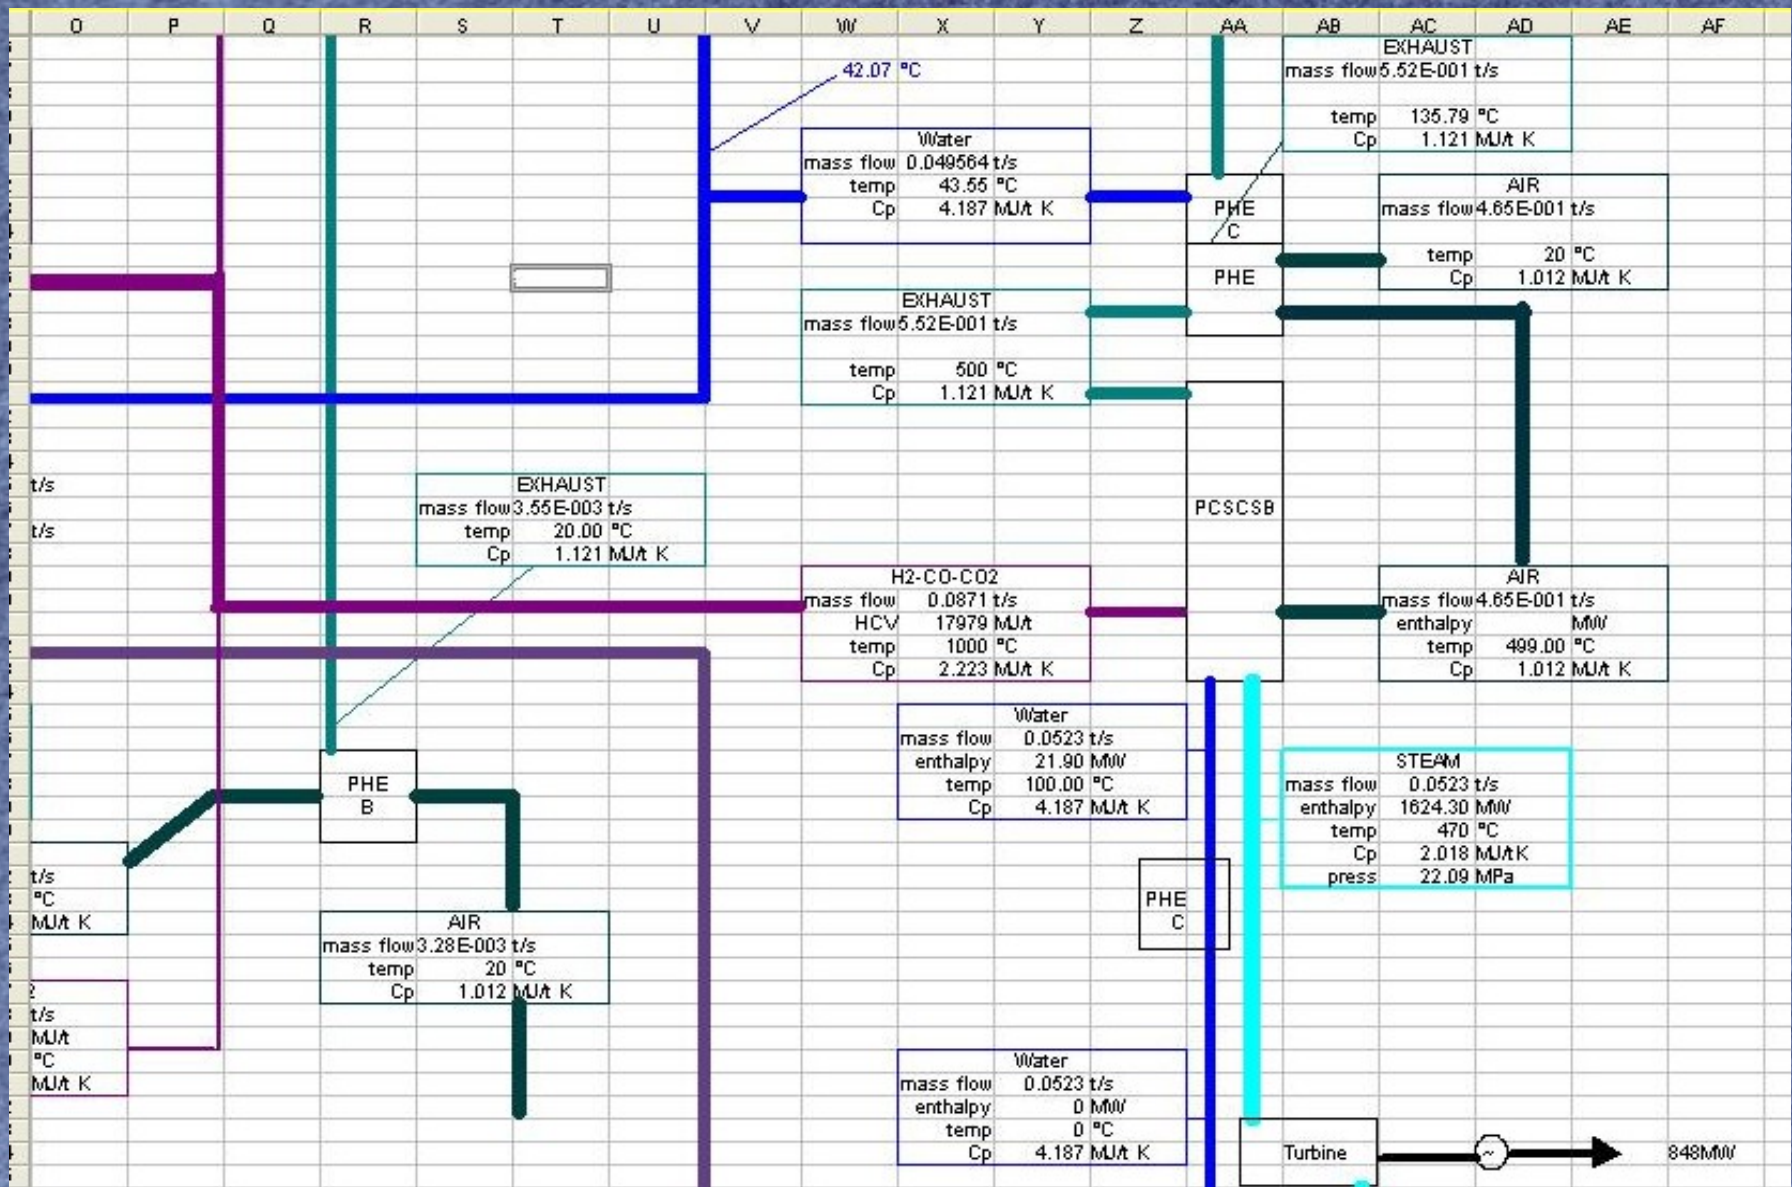 O P Q R S T U V W X Y Z AA AB AC AD AE AF
42.07 °C
EXHAUST
mass flow 5.52E-001 t/s
temp 135.79 °C
Cp 1.121 MJ/t K
Water
mass flow 0.049564 t/s
temp 43.55 °C
Cp 4.187 MJ/t K
PHE
C
AIR
mass flow 4.65E-001 t/s
temp 20 °C
Cp 1.012 MJ/t K
PHE
EXHAUST
mass flow 5.52E-001 t/s
temp 500 °C
Cp 1.121 MJ/t K
t/s
t/s
EXHAUST
mass flow 3.55E-003 t/s
temp 20.00 °C
Cp 1.121 MJ/t K
PCSCSB
H2-CO-CO2
mass flow 0.0871 t/s
HCV 17979 MJ/t
temp 1000 °C
Cp 2.223 MJ/t K
AIR
mass flow 4.65E-001 t/s
enthalpy MW
temp 499.00 °C
Cp 1.012 MJ/t K
Water
mass flow 0.0523 t/s
enthalpy 21.90 MW
temp 100.00 °C
Cp 4.187 MJ/t K
STEAM
mass flow 0.0523 t/s
enthalpy 1624.30 MW
temp 470 °C
Cp 2.018 MJ/tK
press 22.09 MPa
PHE
B
t/s
°C
MJ/t K
PHE
C
AIR
mass flow 3.28E-003 t/s
temp 20 °C
Cp 1.012 MJ/t K
2
t/s
MJ/t
°C
MJ/t K
Water
mass flow 0.0523 t/s
enthalpy 0 MW
temp 0 °C
Cp 4.187 MJ/t K
Turbine
~
848MW